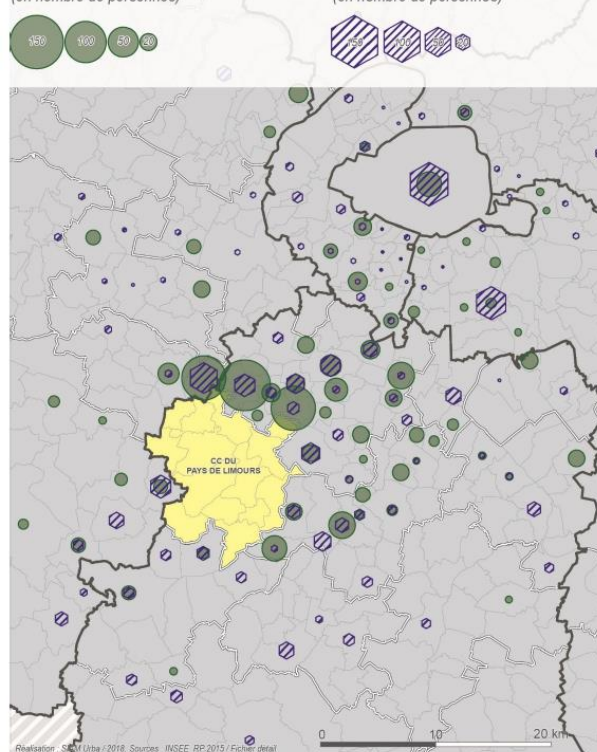 (en nombre de personnes) (en nombre de personnes)
150 100 50 20 150 100 50 20
CC DU
PAYS DE LIMOURS
0 10 20 km
Réalisation : SIAM Urba / 2018 Sources INSEE RP 2015 / Fichier detail